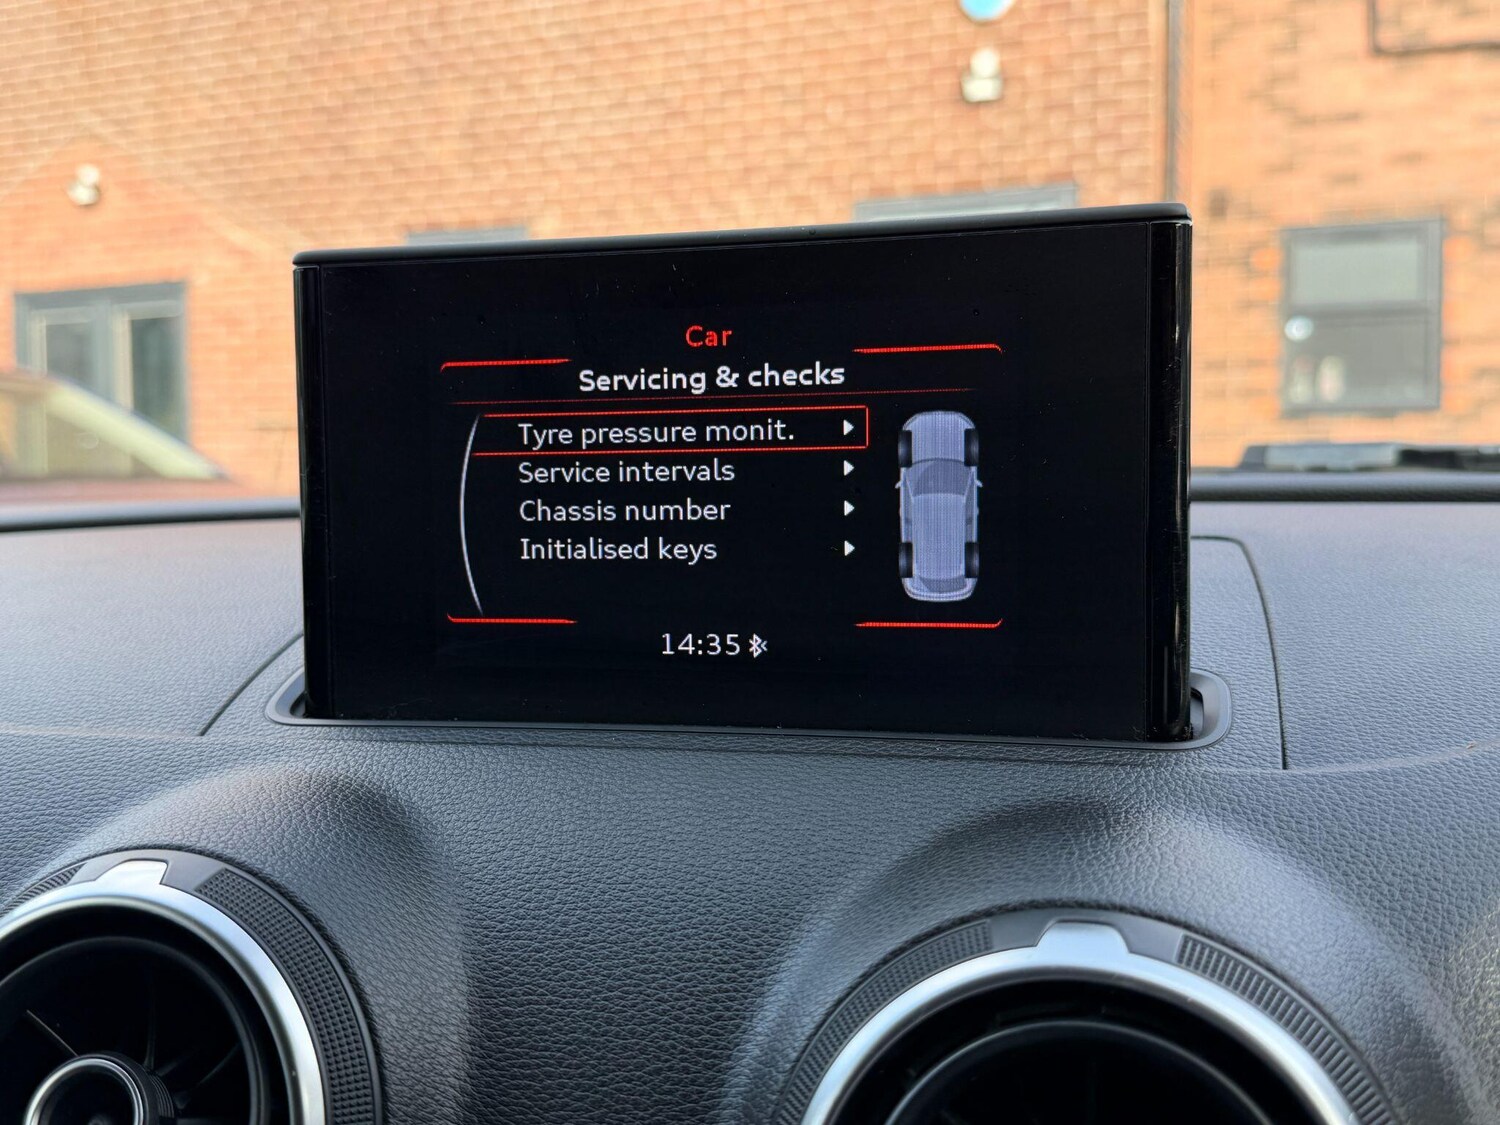 Car
Servicing & checks
Tyre pressure monit.
Service intervals
Chassis number
Initialised keys
14:35